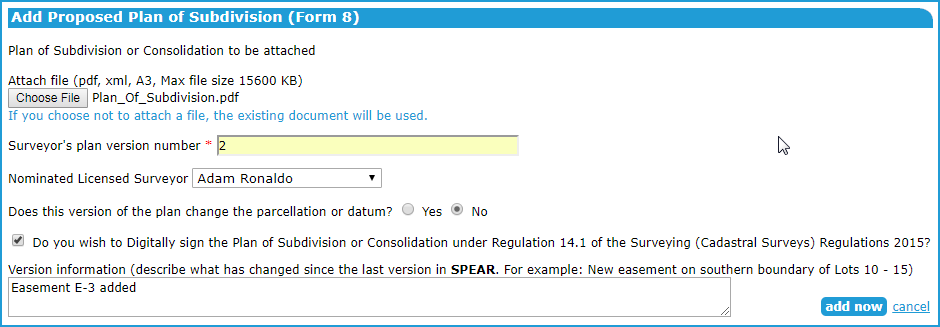 Add Proposed Plan of Subdivision (Form 8)
Plan of Subdivision or Consolidation to be attached
Attach file (pdf, xml, A3, Max file size 15600 KB)
Choose File Plan_Of_Subdivision.pdf
If you choose not to attach a file, the existing document will be used.
Surveyor's plan version number * 2
Nominated Licensed Surveyor Adam Ronaldo
Does this version of the plan change the parcellation or datum? Yes No
Do you wish to Digitally sign the Plan of Subdivision or Consolidation under Regulation 14.1 of the Surveying (Cadastral Surveys) Regulations 2015?
Version information (describe what has changed since the last version in SPEAR. For example: New easement on southern boundary of Lots 10 - 15)
Easement E-3 added
add now cancel